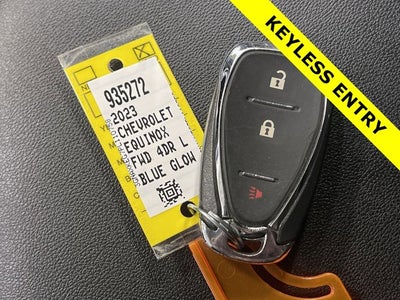 KEYLESS ENTRY
935272
2023
CHEVROLET
EQUINOX
FWD 4DR L
BLUE GLOW